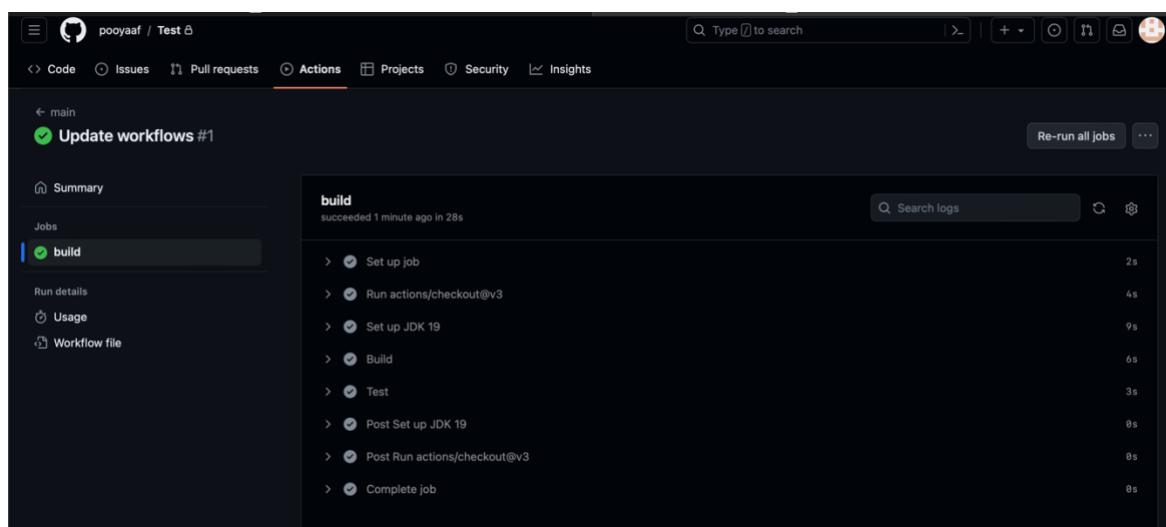 pooyaaf / Test
Type / to search
Code Issues Pull requests Actions Projects Security Insights
← main
Update workflows #1
Re-run all jobs
Summary
build
succeeded 1 minute ago in 28s
Search logs
Jobs
build
Run details
Usage
Workflow file
Set up job 2s
Run actions/checkout@v3 4s
Set up JDK 19 9s
Build 6s
Test 3s
Post Set up JDK 19 0s
Post Run actions/checkout@v3 0s
Complete job 0s